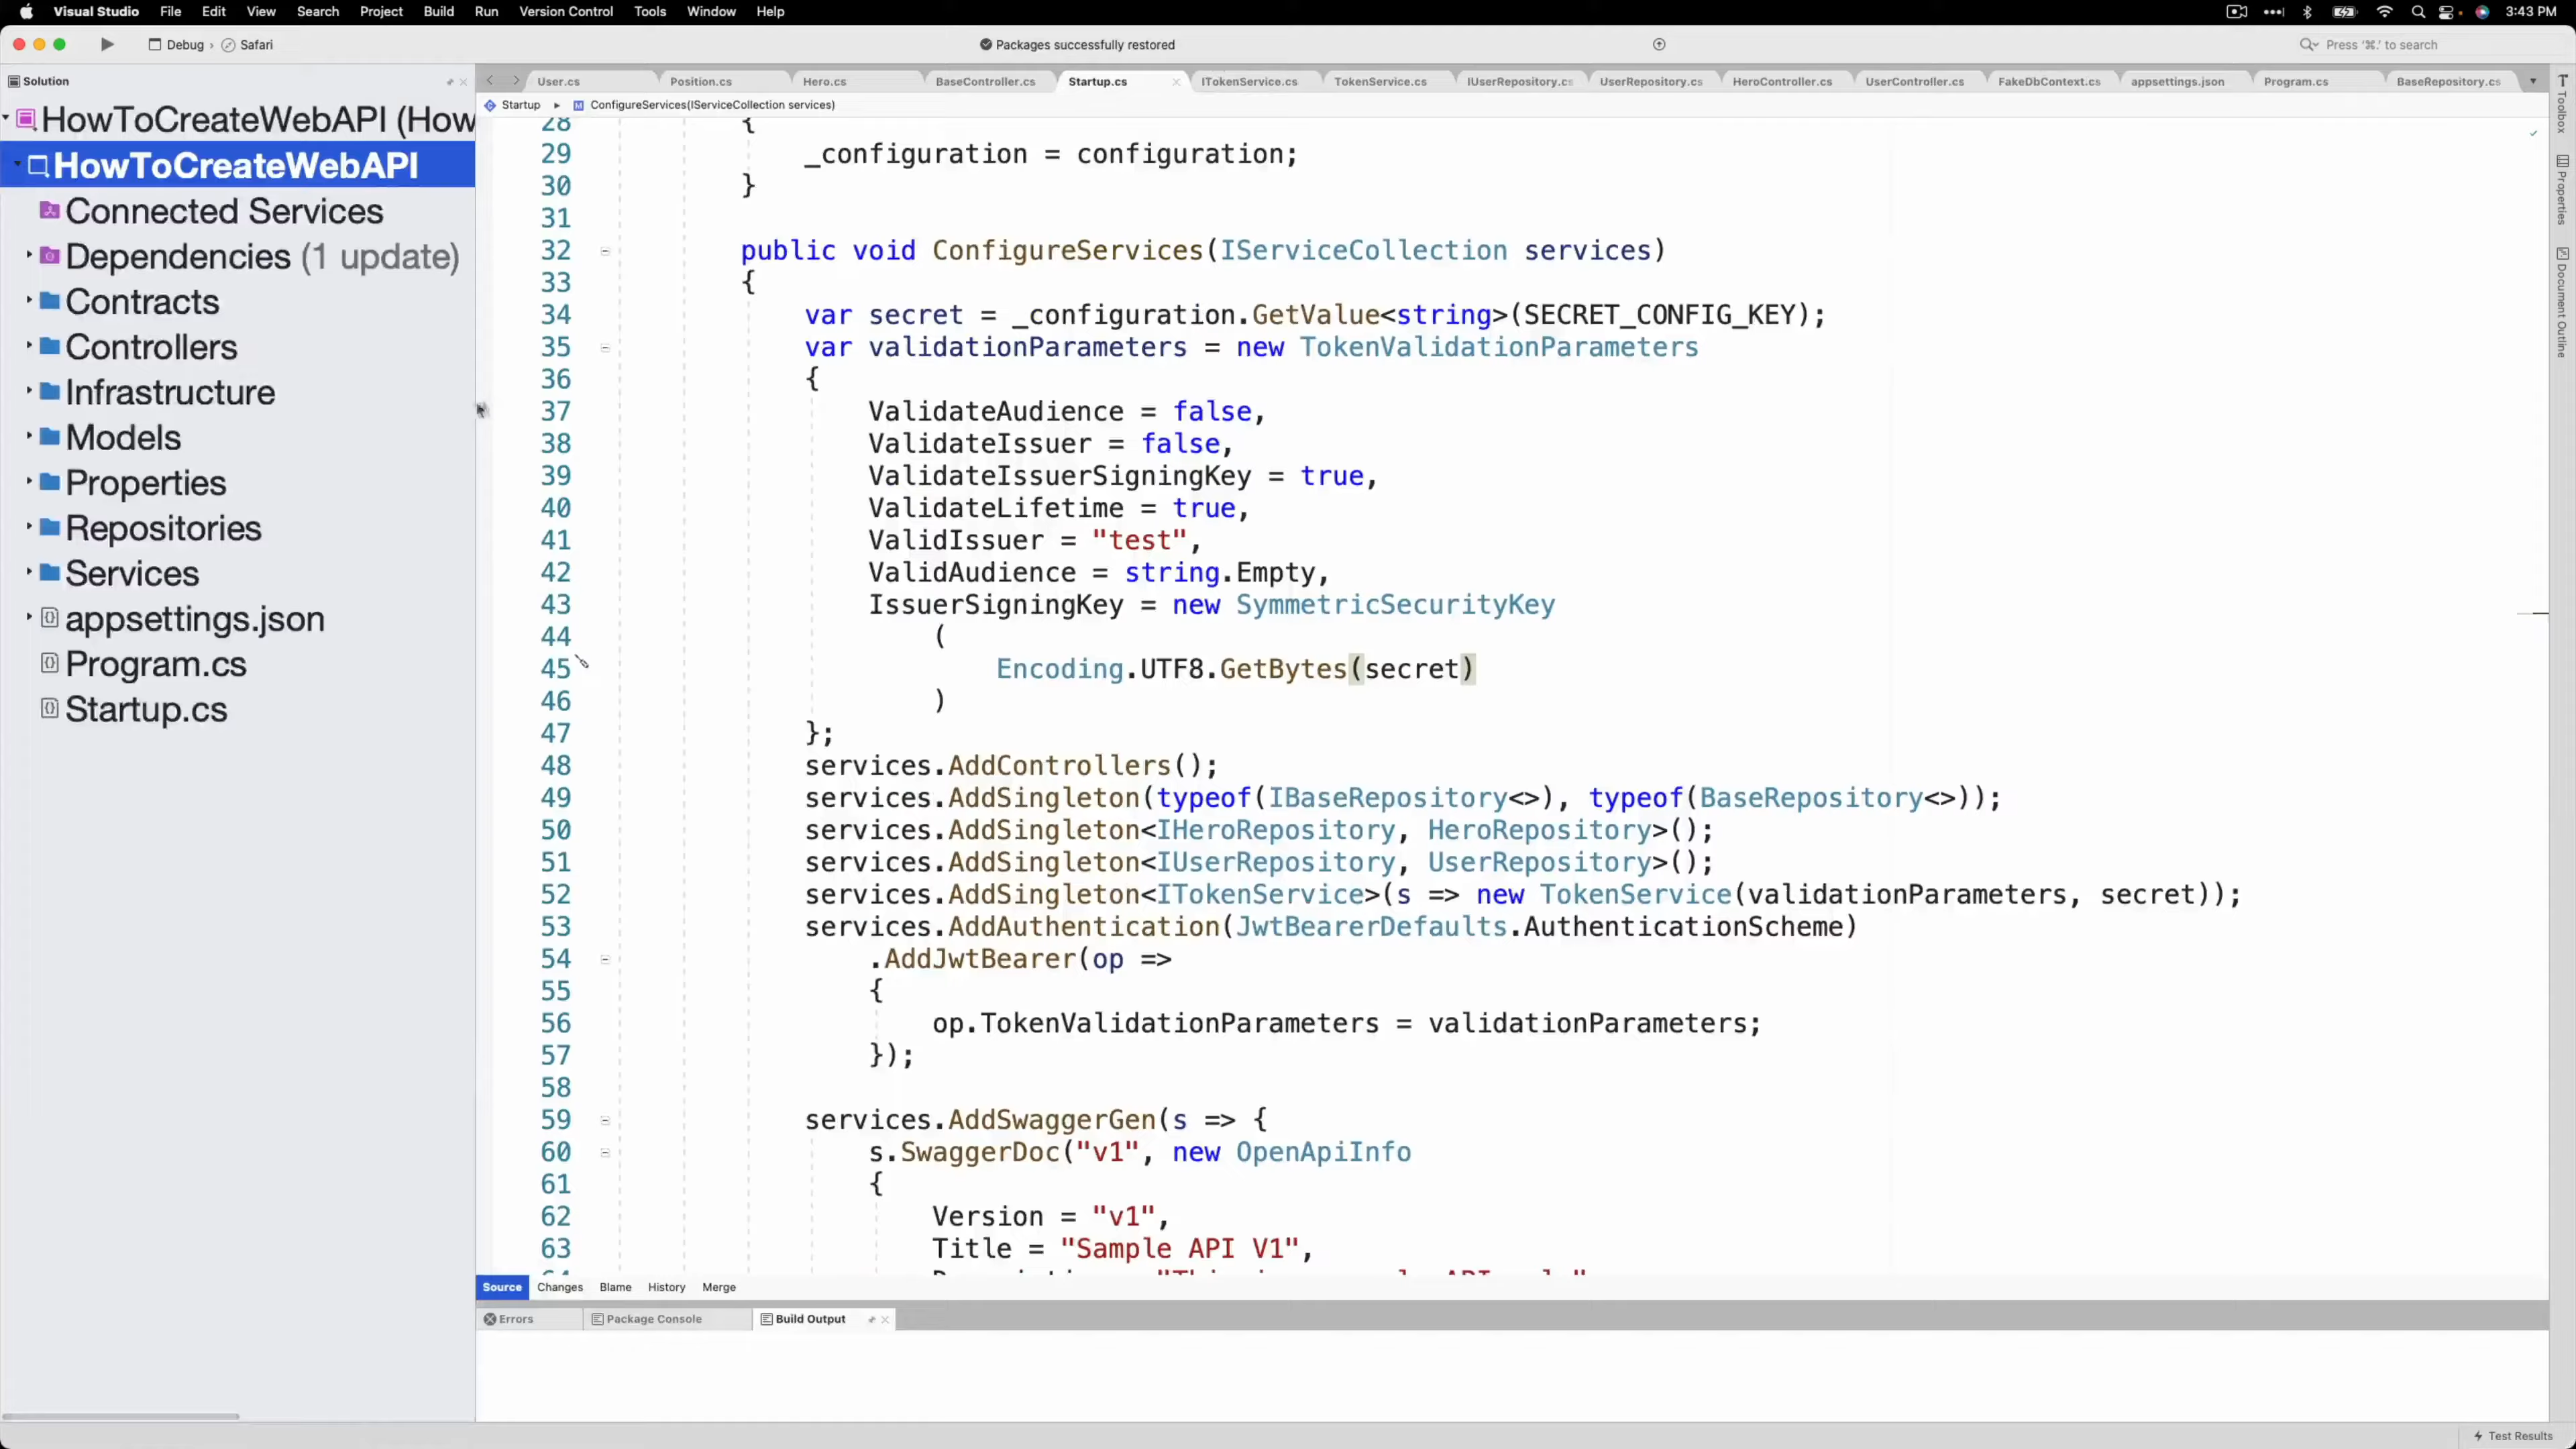 Visual Studio File Edit View Search Project Build Run Version Control Tools Window Help 3:43 PM
Debug › Safari Packages successfully restored Press '⌘.' to search
Solution
HowToCreateWebAPI (How
HowToCreateWebAPI
Connected Services
Dependencies (1 update)
Contracts
Controllers
Infrastructure
Models
Properties
Repositories
Services
appsettings.json
Program.cs
Startup.cs
User.cs Position.cs Hero.cs BaseController.cs Startup.cs ITokenService.cs TokenService.cs IUserRepository.cs UserRepository.cs HeroController.cs UserController.cs FakeDbContext.cs appsettings.json Program.cs BaseRepository.cs
Startup ▸ ConfigureServices(IServiceCollection services)
28 {
29 _configuration = configuration;
30 }
31
32 public void ConfigureServices(IServiceCollection services)
33 {
34 var secret = _configuration.GetValue<string>(SECRET_CONFIG_KEY);
35 var validationParameters = new TokenValidationParameters
36 {
37 ValidateAudience = false,
38 ValidateIssuer = false,
39 ValidateIssuerSigningKey = true,
40 ValidateLifetime = true,
41 ValidIssuer = "test",
42 ValidAudience = string.Empty,
43 IssuerSigningKey = new SymmetricSecurityKey
44 (
45 Encoding.UTF8.GetBytes(secret)
46 )
47 };
48 services.AddControllers();
49 services.AddSingleton(typeof(IBaseRepository<>), typeof(BaseRepository<>));
50 services.AddSingleton<IHeroRepository, HeroRepository>();
51 services.AddSingleton<IUserRepository, UserRepository>();
52 services.AddSingleton<ITokenService>(s => new TokenService(validationParameters, secret));
53 services.AddAuthentication(JwtBearerDefaults.AuthenticationScheme)
54 .AddJwtBearer(op =>
55 {
56 op.TokenValidationParameters = validationParameters;
57 });
58
59 services.AddSwaggerGen(s => {
60 s.SwaggerDoc("v1", new OpenApiInfo
61 {
62 Version = "v1",
63 Title = "Sample API V1",
Source Changes Blame History Merge
Errors Package Console Build Output
Toolbox
Properties
Document Outline
Test Results